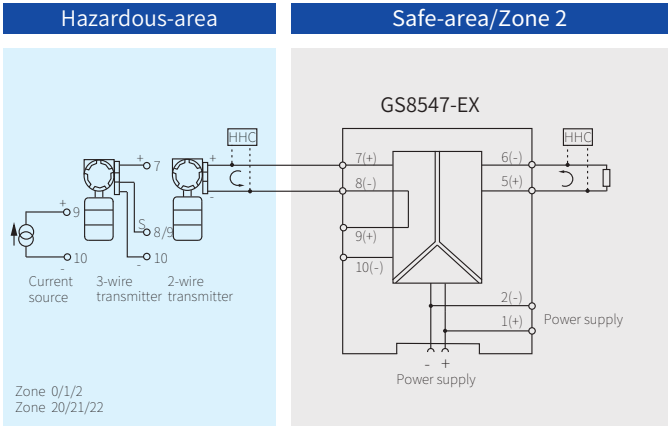 Hazardous-area
Safe-area/Zone 2
GS8547-EX
HHC
HHC
+
7
+
7(+)
6(-)
8(-)
5(+)
-
+
9
S
8/9
9(+)
10
-
10
-
10(-)
Current
source
3-wire
transmitter
2-wire
transmitter
2(-)
1(+)
Power supply
- +
Power supply
Zone 0/1/2
Zone 20/21/22